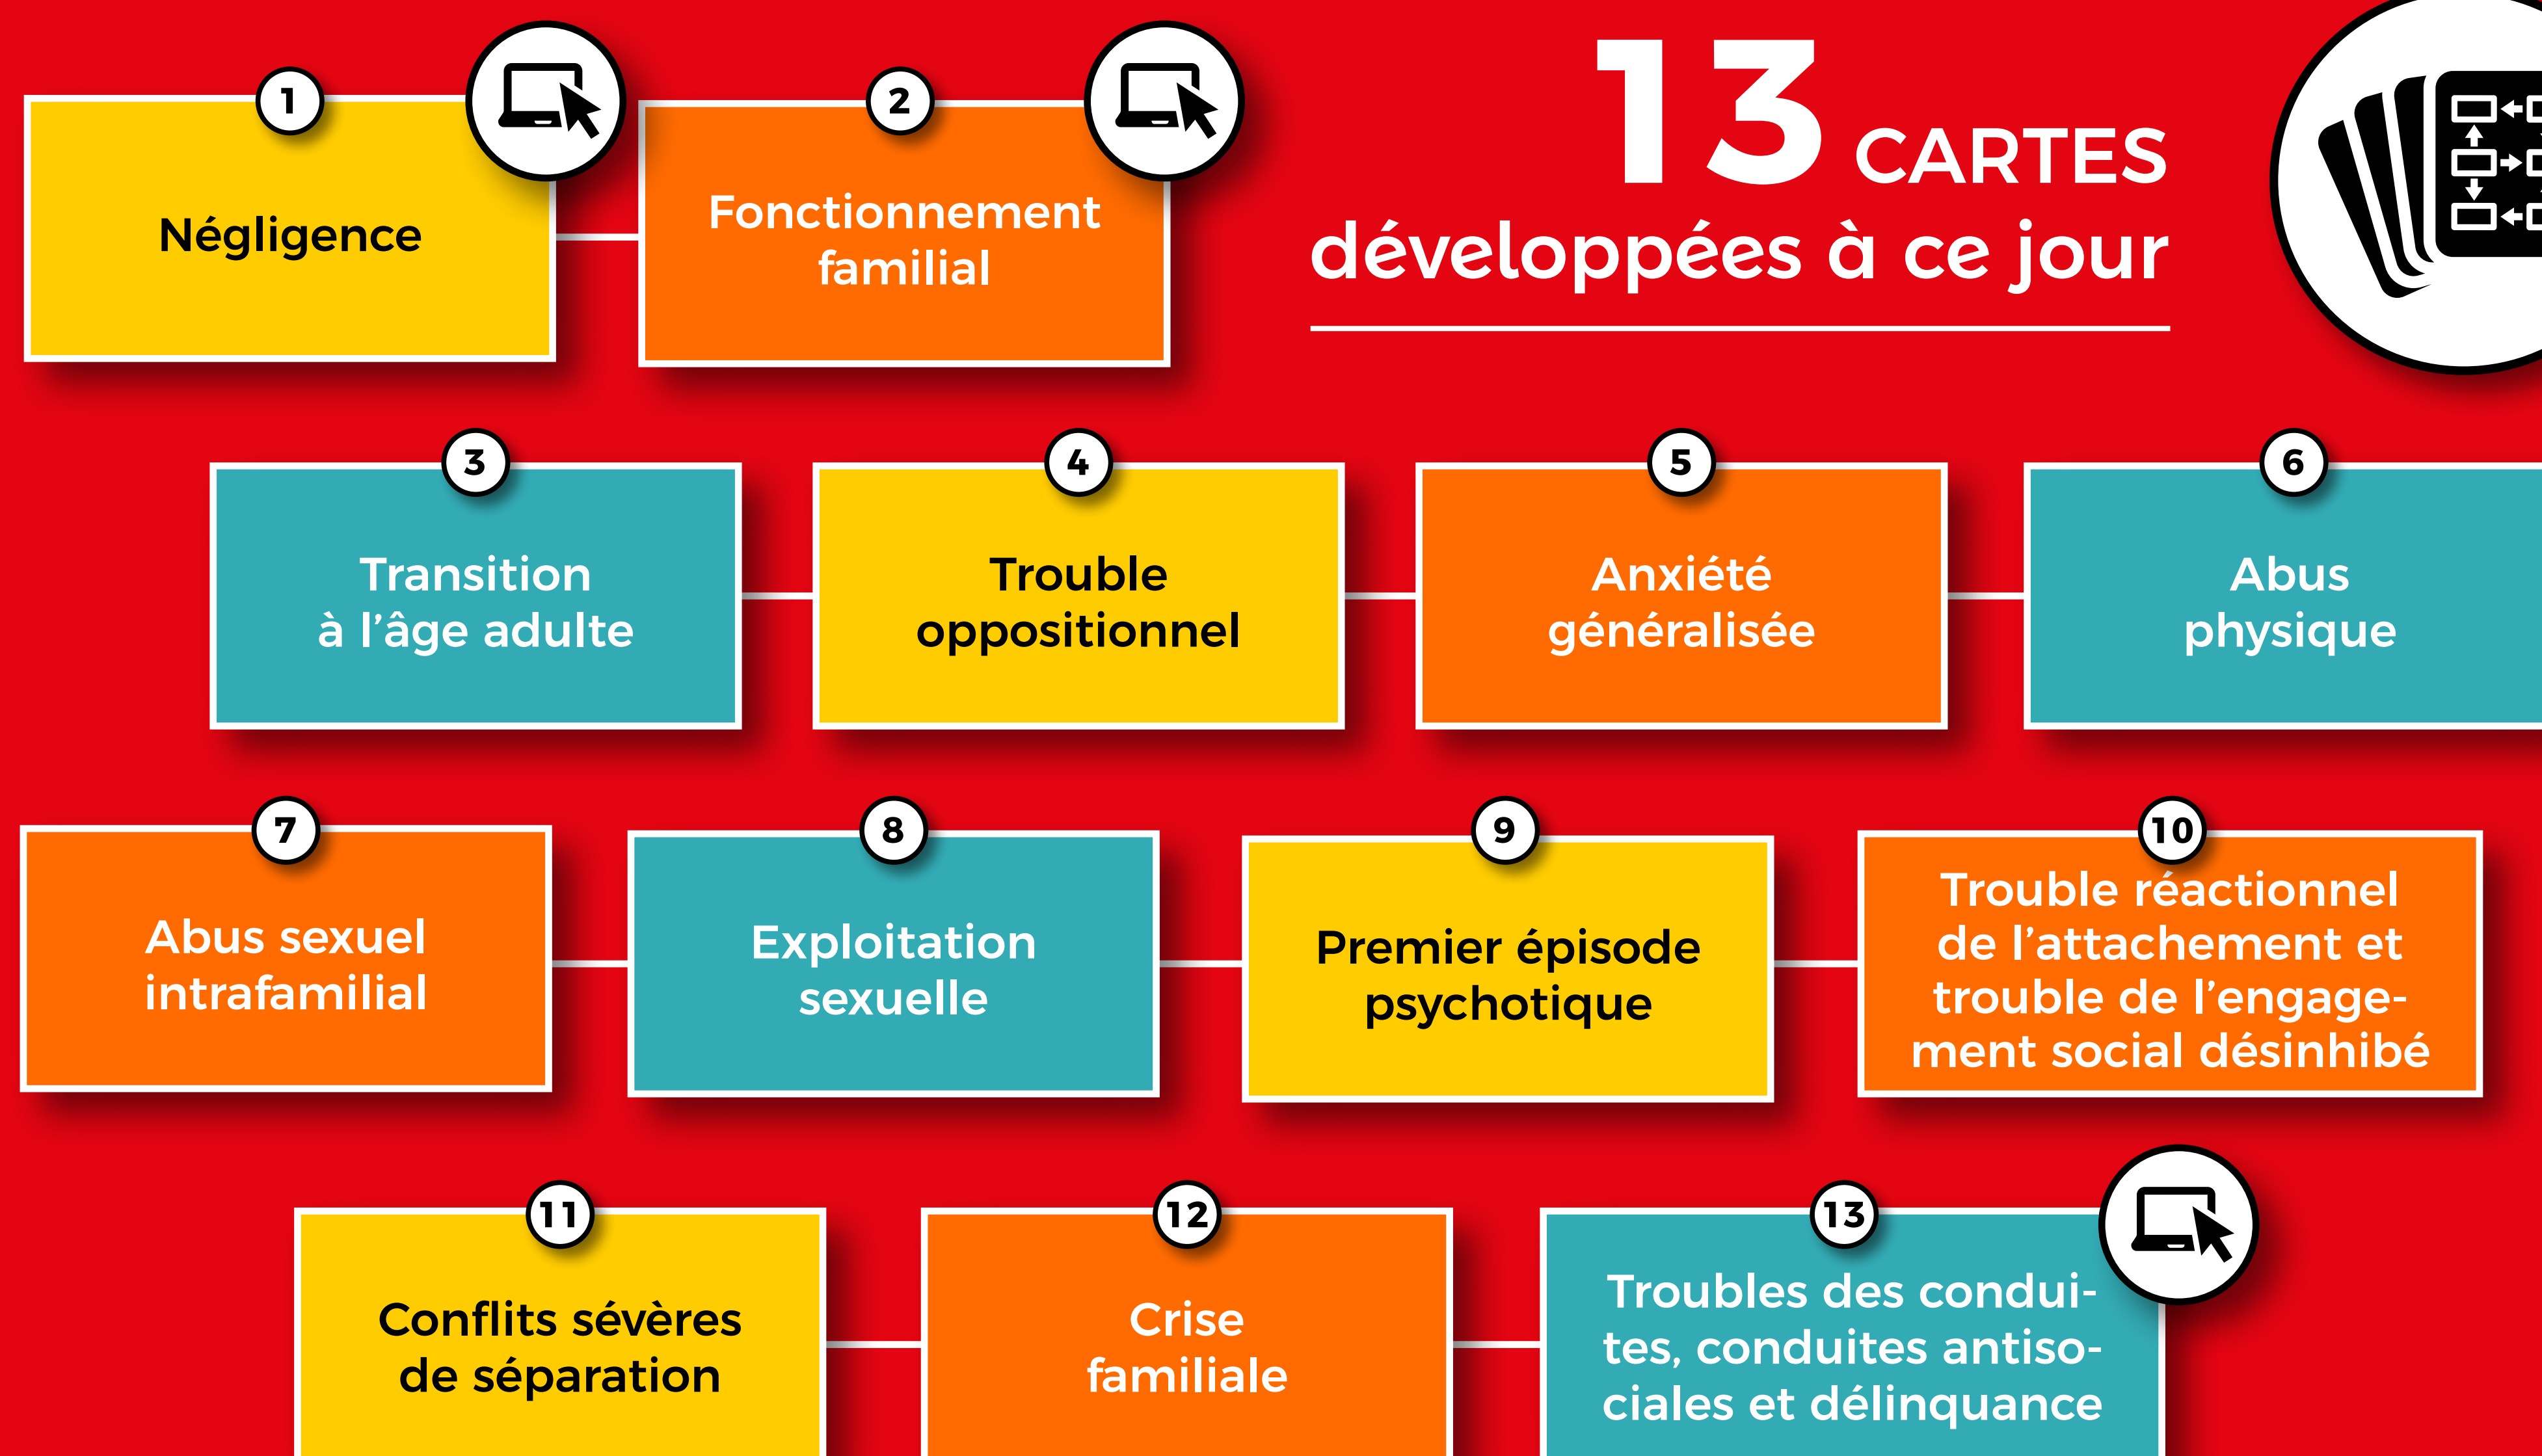 13 CARTES
développées à ce jour
1
Négligence
2
Fonctionnement
familial
3
Transition
à l’âge adulte
4
Trouble
oppositionnel
5
Anxiété
généralisée
6
Abus
physique
7
Abus sexuel
intrafamilial
8
Exploitation
sexuelle
9
Premier épisode
psychotique
10
Trouble réactionnel
de l’attachement et
trouble de l’engage-
ment social désinhibé
11
Conflits sévères
de séparation
12
Crise
familiale
13
Troubles des condui-
tes, conduites antiso-
ciales et délinquance